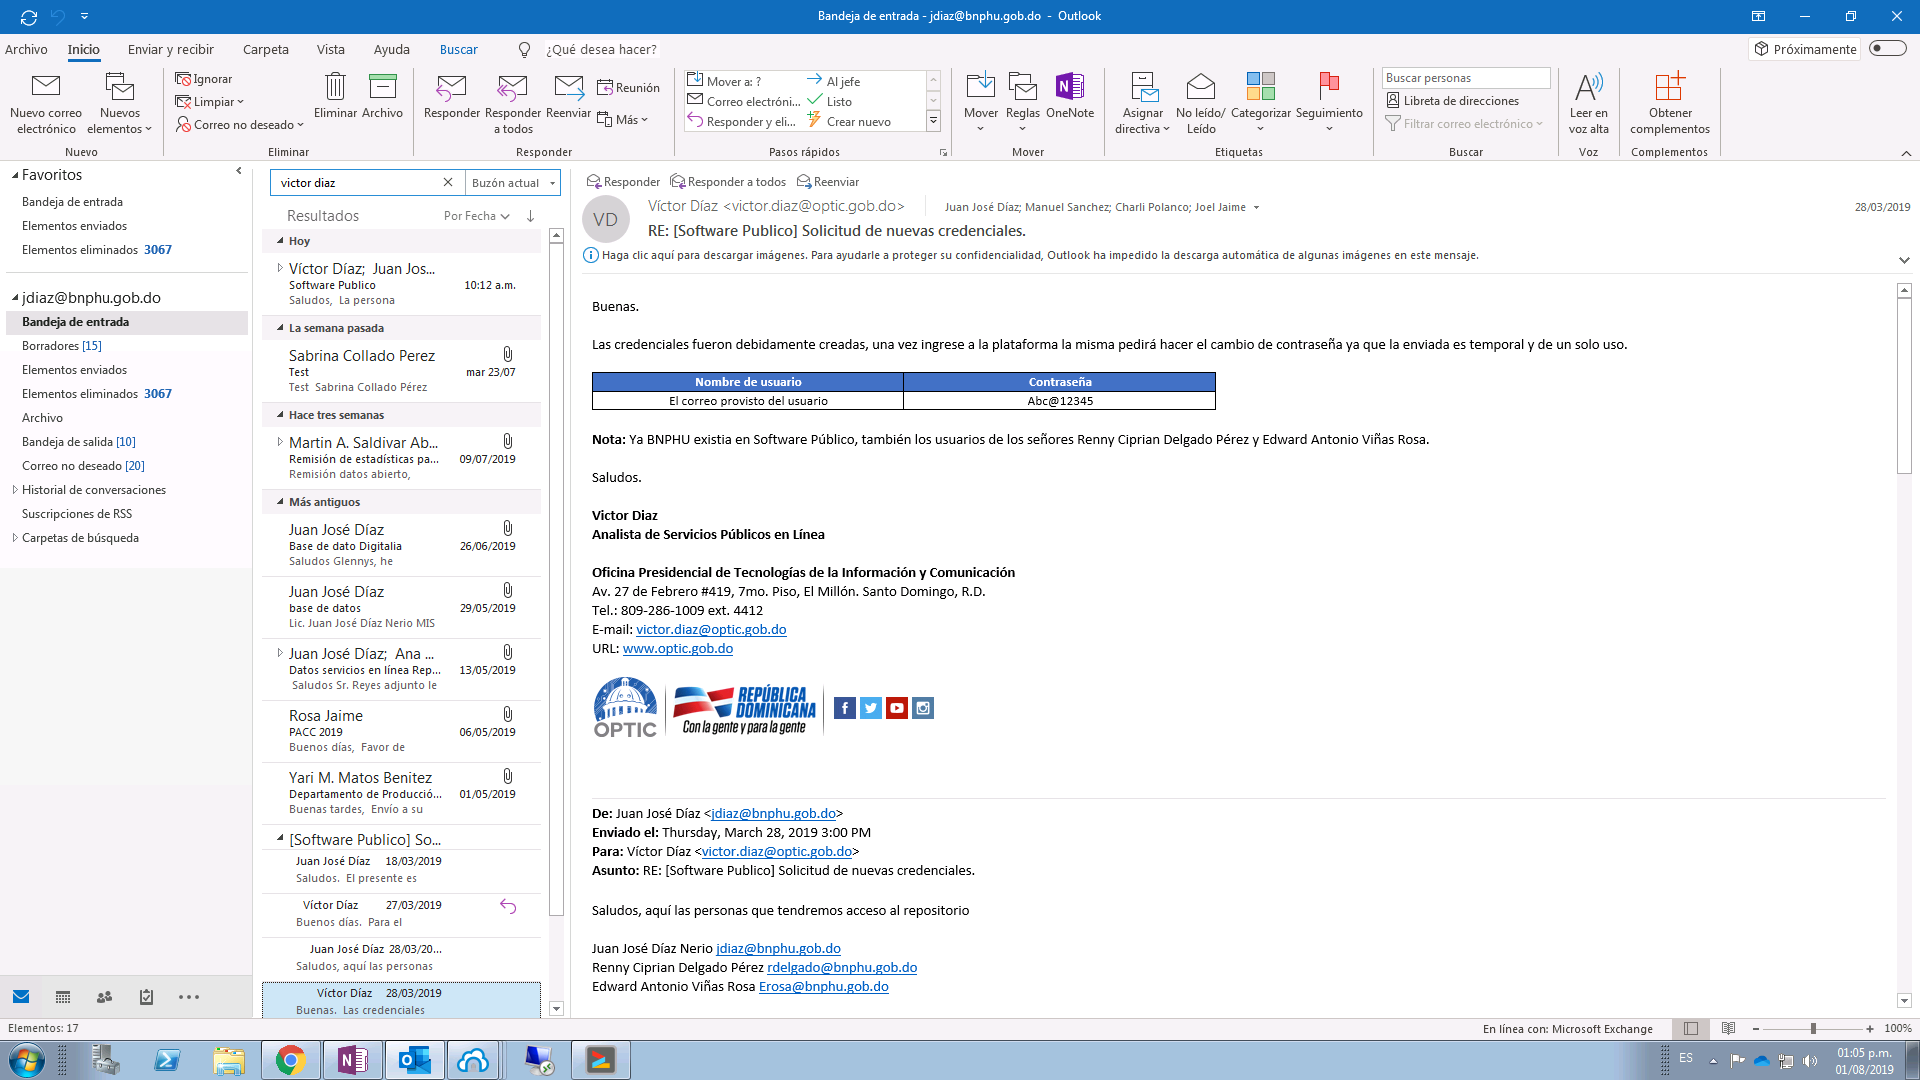 Bandeja de entrada - jdiaz@bnphu.gob.do - Outlook
Archivo
Inicio
Enviar y recibir
Carpeta
Vista
Ayuda
Buscar
¿Qué desea hacer?
Próximamente
Nuevo correo electrónico
Nuevos elementos
Nuevo
Ignorar
Limpiar
Correo no deseado
Eliminar
Archivo
Eliminar
Responder
Responder a todos
Reenviar
Reunión
Más
Responder
Mover a: ?
Al jefe
Correo electróni...
Listo
Responder y eli...
Crear nuevo
Pasos rápidos
Mover
Reglas
OneNote
Mover
Asignar directiva
No leído/ Leído
Categorizar
Seguimiento
Etiquetas
Buscar personas
Libreta de direcciones
Filtrar correo electrónico
Buscar
Leer en voz alta
Voz
Obtener complementos
Complementos
Favoritos
Bandeja de entrada
Elementos enviados
Elementos eliminados 3067
jdiaz@bnphu.gob.do
Bandeja de entrada
Borradores [15]
Elementos enviados
Elementos eliminados 3067
Archivo
Bandeja de salida [10]
Correo no deseado [20]
Historial de conversaciones
Suscripciones de RSS
Carpetas de búsqueda
victor diaz
Buzón actual
Resultados
Por Fecha
Hoy
Víctor Díaz; Juan Jos...
Software Publico 10:12 a.m.
Saludos, La persona
La semana pasada
Sabrina Collado Perez
Test mar 23/07
Test Sabrina Collado Pérez
Hace tres semanas
Martin A. Saldivar Ab...
Remisión de estadísticas pa... 09/07/2019
Remisión datos abierto,
Más antiguos
Juan José Díaz
Base de dato Digitalia 26/06/2019
Saludos Glennys, he
Juan José Díaz
base de datos 29/05/2019
Lic. Juan José Díaz Nerio MIS
Juan José Díaz; Ana ...
Datos servicios en línea Rep... 13/05/2019
Saludos Sr. Reyes adjunto le
Rosa Jaime
PACC 2019 06/05/2019
Buenos días, Favor de
Yari M. Matos Benitez
Departamento de Producció... 01/05/2019
Buenas tardes, Envío a su
[Software Publico] So...
Juan José Díaz 18/03/2019
Saludos. El presente es
Víctor Díaz 27/03/2019
Buenos días. Para el
Juan José Díaz 28/03/20...
Saludos, aquí las personas
Víctor Díaz 28/03/2019
Buenas. Las credenciales
Responder
Responder a todos
Reenviar
VD
Víctor Díaz <victor.diaz@optic.gob.do>
Juan José Díaz; Manuel Sanchez; Charli Polanco; Joel Jaime
28/03/2019
RE: [Software Publico] Solicitud de nuevas credenciales.
Haga clic aquí para descargar imágenes. Para ayudarle a proteger su confidencialidad, Outlook ha impedido la descarga automática de algunas imágenes en este mensaje.
Buenas.
Las credenciales fueron debidamente creadas, una vez ingrese a la plataforma la misma pedirá hacer el cambio de contraseña ya que la enviada es temporal y de un solo uso.
Nombre de usuario Contraseña
El correo provisto del usuario Abc@12345
Nota: Ya BNPHU existia en Software Público, también los usuarios de los señores Renny Ciprian Delgado Pérez y Edward Antonio Viñas Rosa.
Saludos.
Victor Diaz
Analista de Servicios Públicos en Línea
Oficina Presidencial de Tecnologías de la Información y Comunicación
Av. 27 de Febrero #419, 7mo. Piso, El Millón. Santo Domingo, R.D.
Tel.: 809-286-1009 ext. 4412
E-mail: victor.diaz@optic.gob.do
URL: www.optic.gob.do
OPTIC
REPÚBLICA
DOMINICANA
Con la gente y para la gente
De: Juan José Díaz <jdiaz@bnphu.gob.do>
Enviado el: Thursday, March 28, 2019 3:00 PM
Para: Víctor Díaz <victor.diaz@optic.gob.do>
Asunto: RE: [Software Publico] Solicitud de nuevas credenciales.
Saludos, aquí las personas que tendremos acceso al repositorio
Juan José Díaz Nerio jdiaz@bnphu.gob.do
Renny Ciprian Delgado Pérez rdelgado@bnphu.gob.do
Edward Antonio Viñas Rosa Erosa@bnphu.gob.do
Elementos: 17
En línea con: Microsoft Exchange
100%
ES
01:05 p.m.
01/08/2019